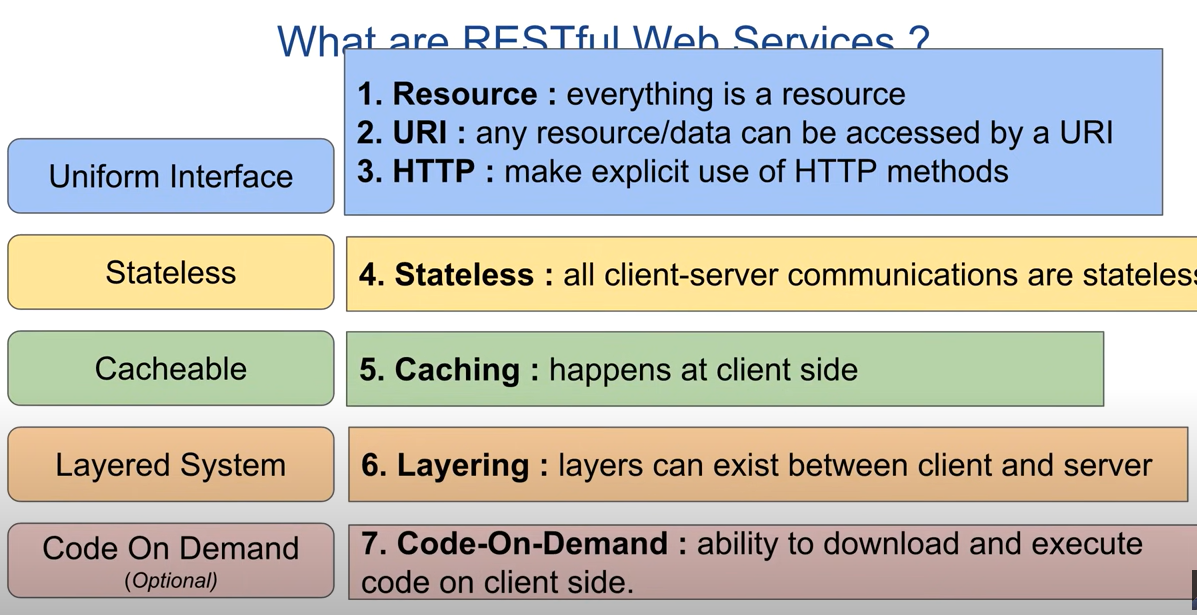 What are RESTful Web Services ?
1. Resource : everything is a resource
2. URI : any resource/data can be accessed by a URI
3. HTTP : make explicit use of HTTP methods
Uniform Interface
Stateless
4. Stateless : all client-server communications are stateless
Cacheable
5. Caching : happens at client side
Layered System
6. Layering : layers can exist between client and server
Code On Demand
(Optional)
7. Code-On-Demand : ability to download and execute
code on client side.